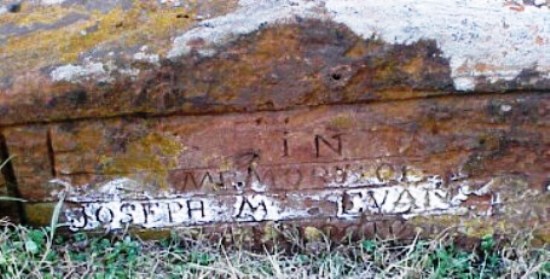 IN
MEMORY OF
JOSEPH M. EVANS